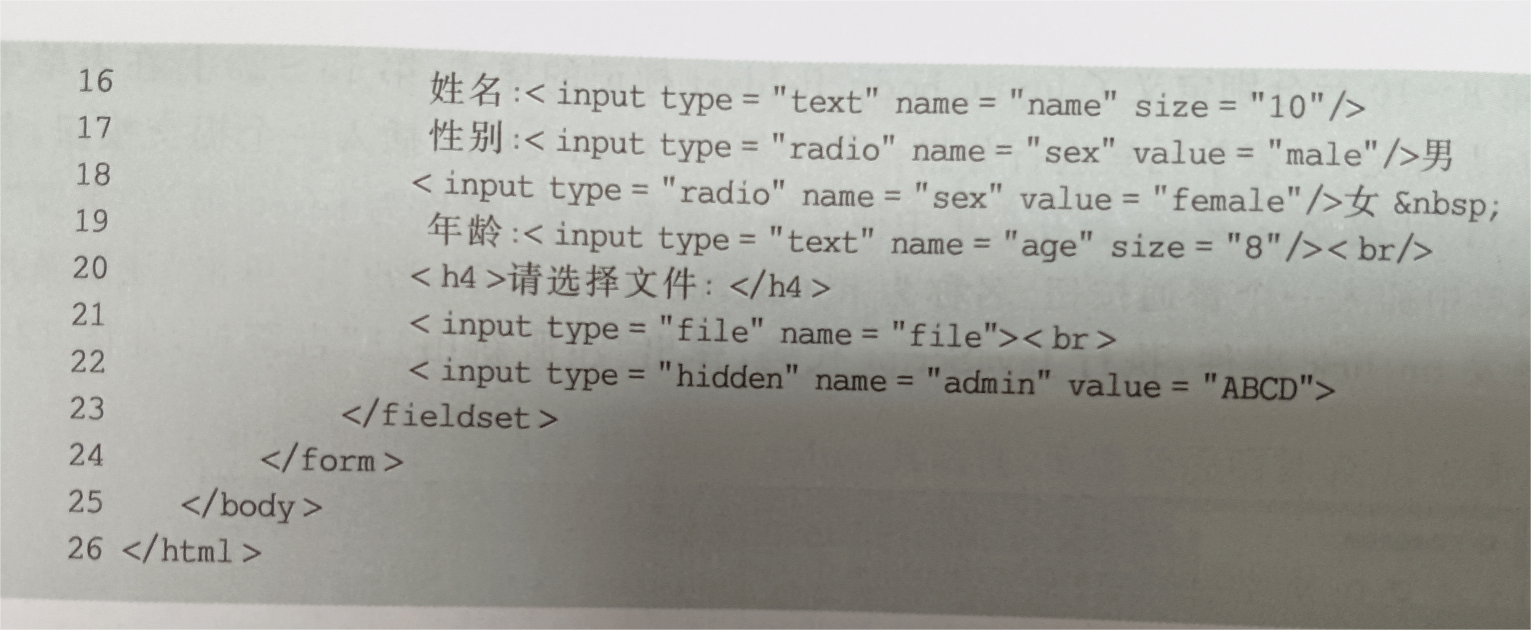 16 姓名:<input type="text" name="name" size="10"/>
17 性别:<input type="radio" name="sex" value="male"/>男
18 <input type="radio" name="sex" value="female"/>女 &nbsp;
19 年龄:<input type="text" name="age" size="8"/><br/>
20 <h4>请选择文件: </h4>
21 <input type="file" name="file"><br>
22 <input type="hidden" name="admin" value="ABCD">
23 </fieldset>
24 </form>
25 </body>
26 </html>